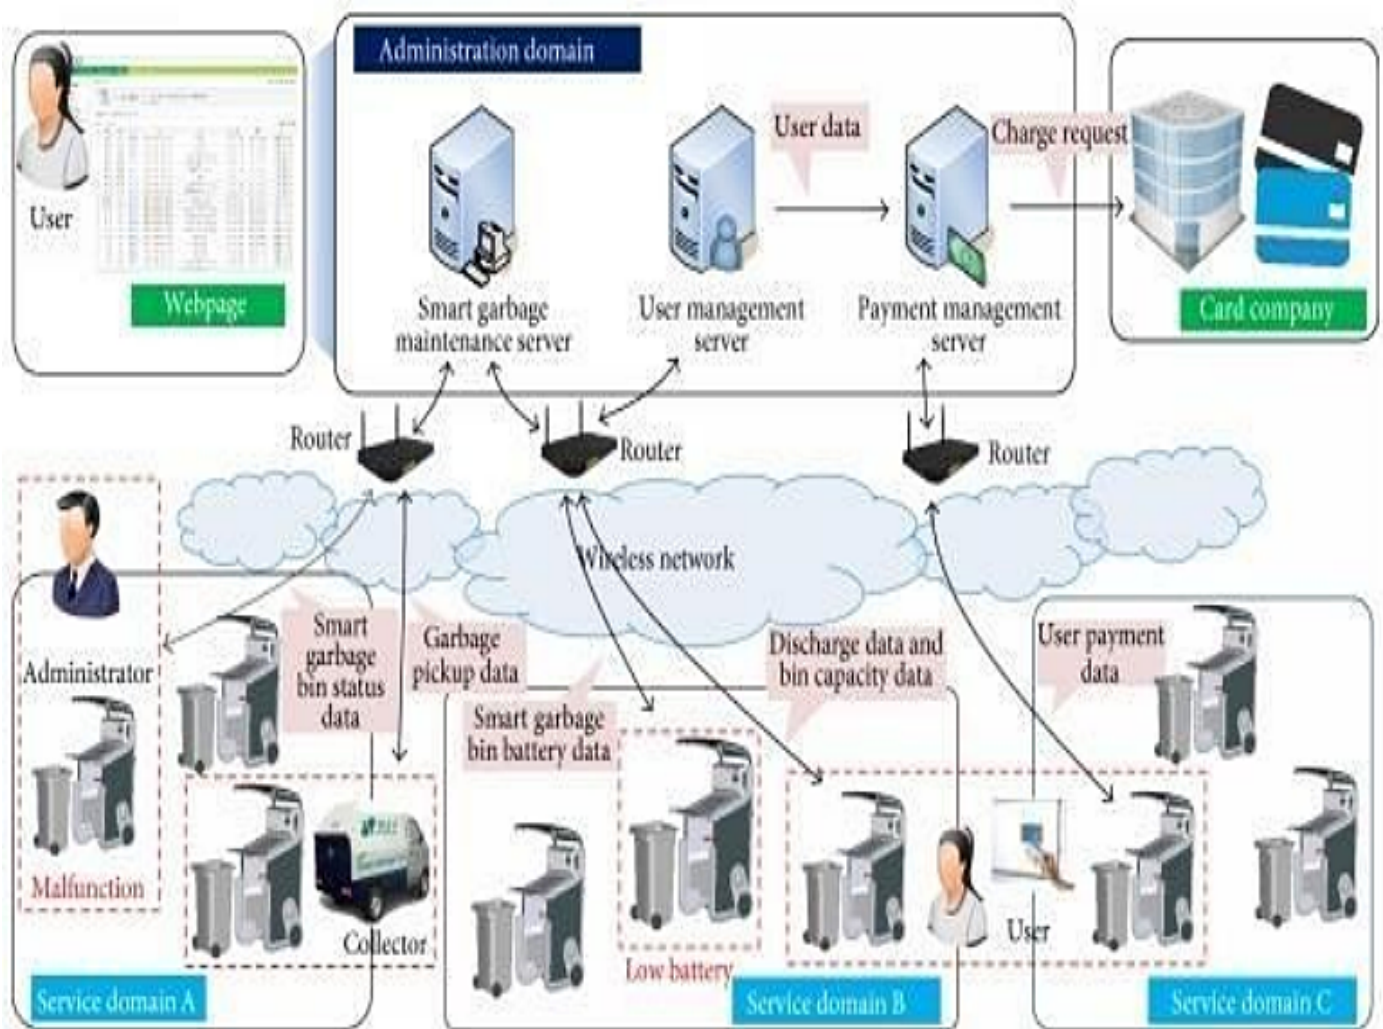 Administration domain
User
Webpage
User data
Charge request
Smart garbage
maintenance server
User management
server
Payment management
server
Card company
Router
Router
Router
Wireless network
Administrator
Malfunction
Smart
garbage
bin status
data
Garbage
pickup data
Smart garbage
bin battery data
Discharge data and
bin capacity data
User payment
data
Collector
Low battery
User
Service domain A
Service domain B
Service domain C